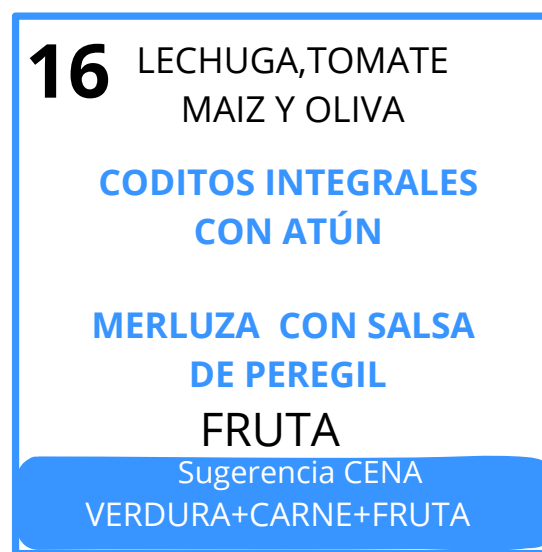 16
LECHUGA,TOMATE
MAIZ Y OLIVA
CODITOS INTEGRALES
CON ATÚN
MERLUZA CON SALSA
DE PEREGIL
FRUTA
Sugerencia CENA
VERDURA+CARNE+FRUTA